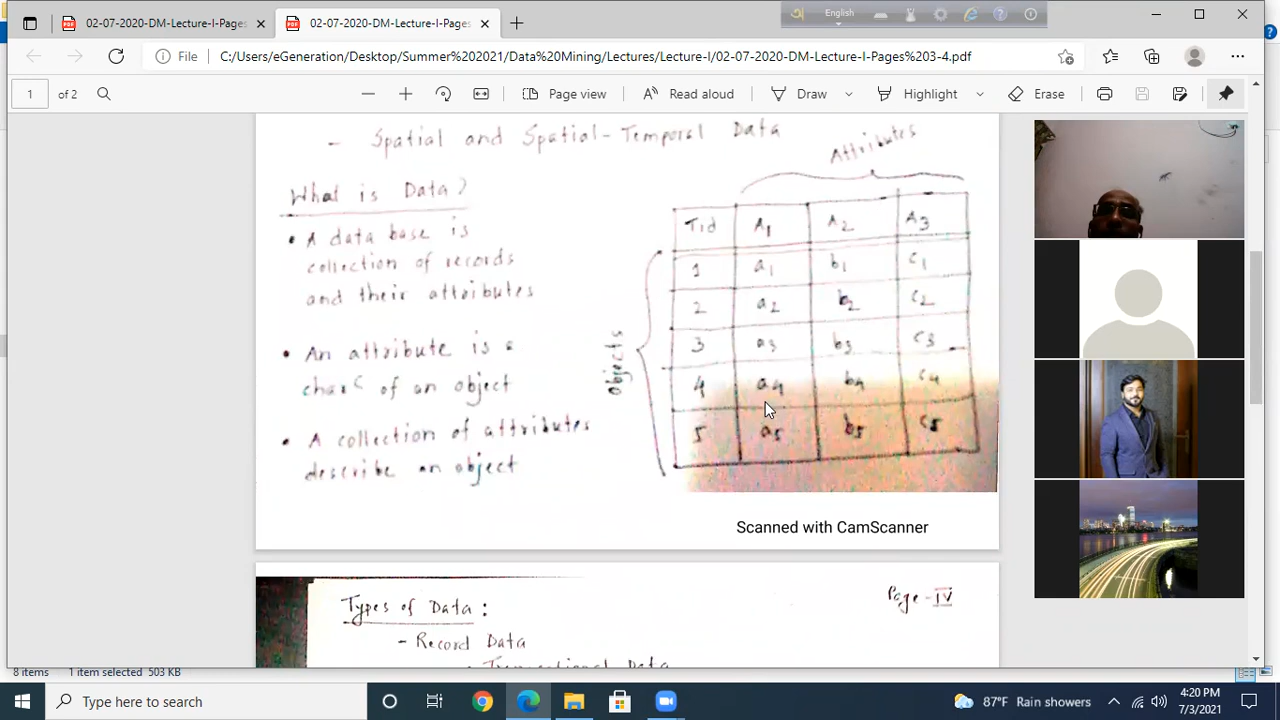 02-07-2020-DM-Lecture-I-Pages
02-07-2020-DM-Lecture-I-Pages
English
File
C:/Users/eGeneration/Desktop/Summer%202021/Data%20Mining/Lectures/Lecture-I/02-07-2020-DM-Lecture-I-Pages%203-4.pdf
1 of 2
Page view
Read aloud
Draw
Highlight
Erase
- Spatial and Spatial-Temporal Data
What is Data?
• A data base is
collection of records
and their attributes
• An attribute is a
charc of an object
• A collection of attributes
describe an object
Attributes
Objects
Tid A1 A2 A3
1 a1 b1 c1
2 a2 b2 c2
3 a3 b3 c3
4 a4 b4 c4
5 a5 b5 c5
Scanned with CamScanner
Types of Data:
Page-IV
- Record Data
• Transactional Data
8 items
1 item selected 503 KB
Type here to search
87°F Rain showers
4:20 PM
7/3/2021